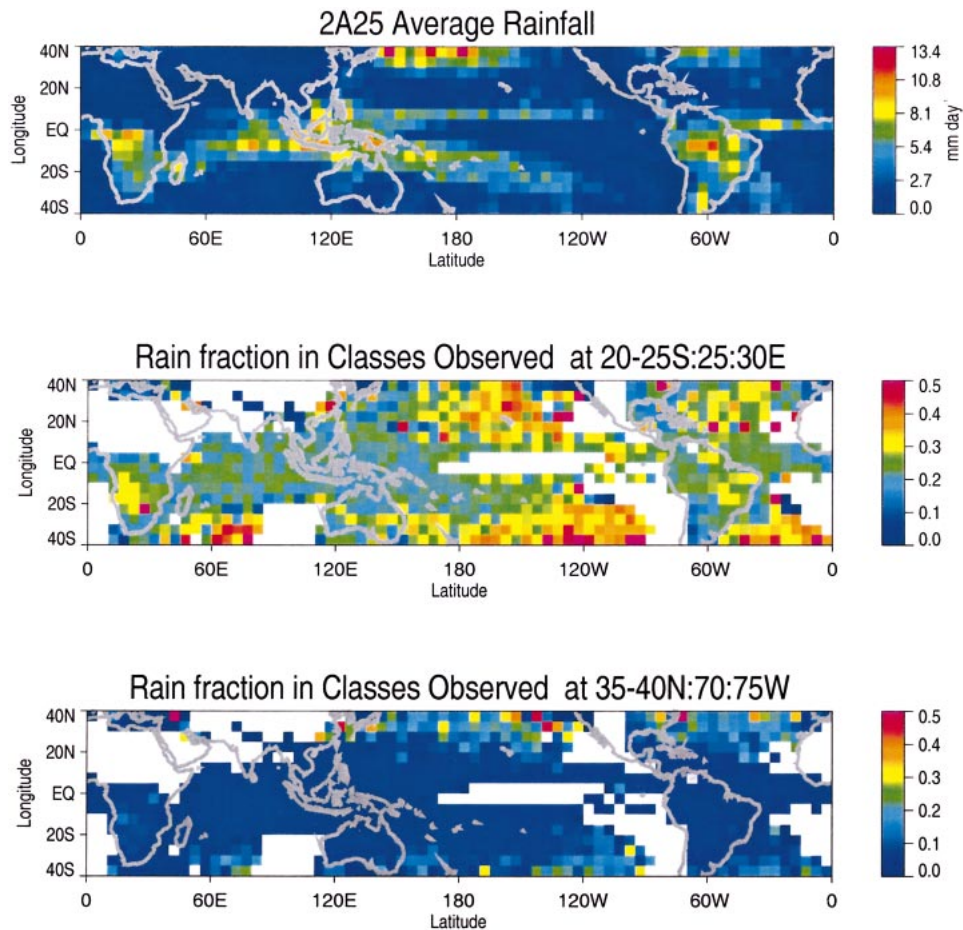 2A25 Average Rainfall
40N
20N
EQ
20S
40S
Longitude
0 60E 120E 180 120W 60W 0
Latitude
13.4
10.8
8.1
5.4
2.7
0.0
mm day
Rain fraction in Classes Observed at 20-25S:25:30E
40N
20N
EQ
20S
40S
Longitude
0 60E 120E 180 120W 60W 0
Latitude
0.5
0.4
0.3
0.2
0.1
0.0
Rain fraction in Classes Observed at 35-40N:70:75W
40N
20N
EQ
20S
40S
Longitude
0 60E 120E 180 120W 60W 0
Latitude
0.5
0.4
0.3
0.2
0.1
0.0